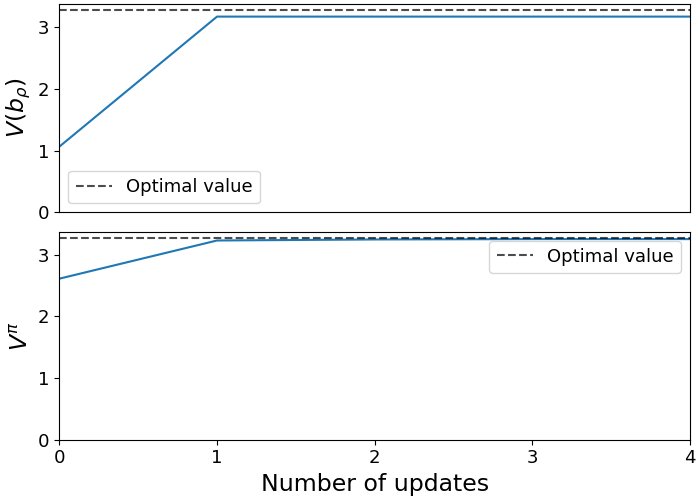 3
2
1
0
V(b_ρ)
Optimal value
3
2
1
0
V^π
Optimal value
0 1 2 3 4
Number of updates